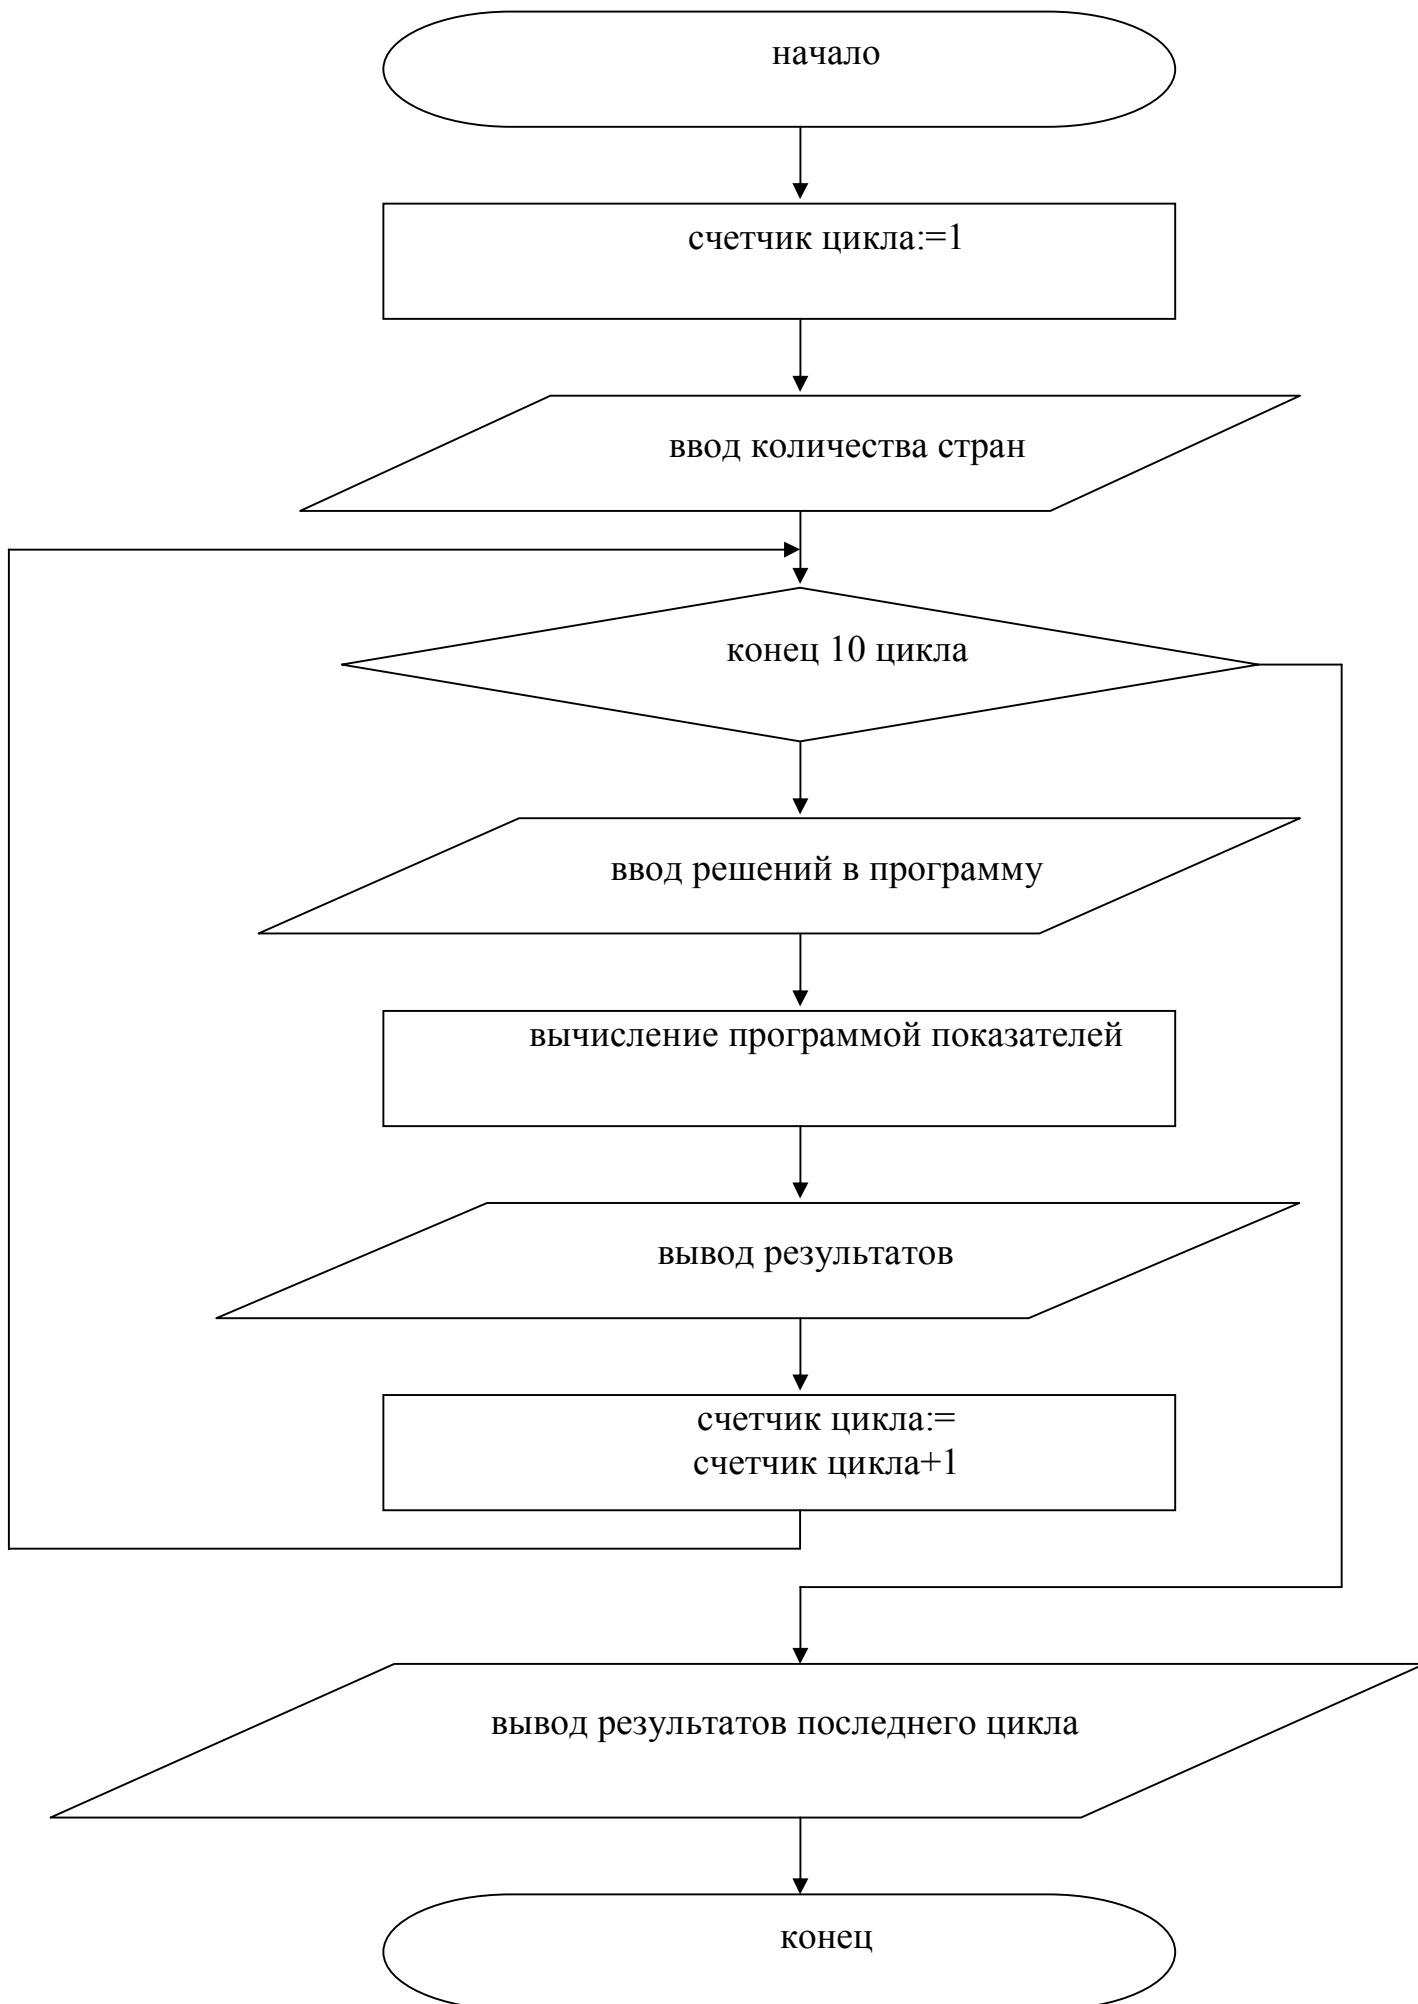 начало
счетчик цикла:=1
ввод количества стран
конец 10 цикла
ввод решений в программу
вычисление программой показателей
вывод результатов
счетчик цикла:=
счетчик цикла+1
вывод результатов последнего цикла
конец